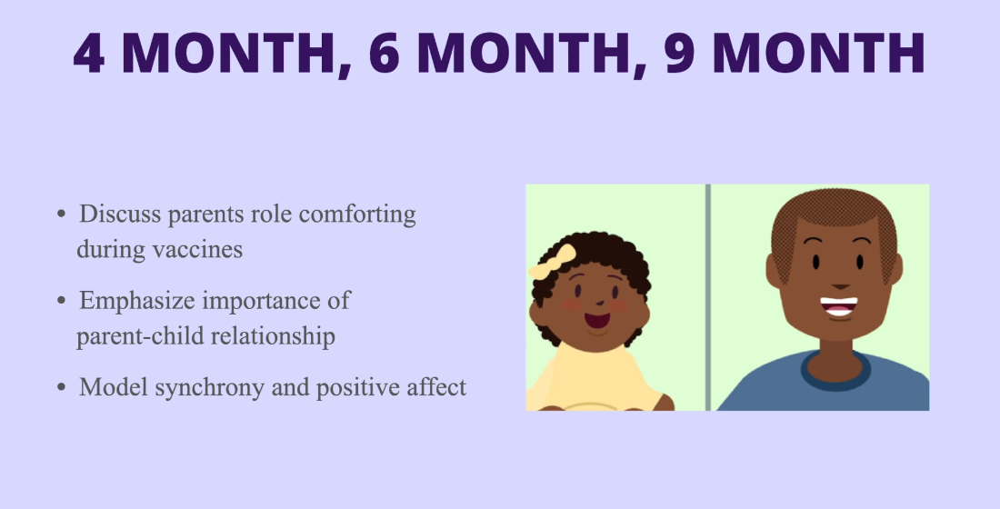 4 MONTH, 6 MONTH, 9 MONTH
• Discuss parents role comforting
during vaccines
• Emphasize importance of
parent-child relationship
• Model synchrony and positive affect